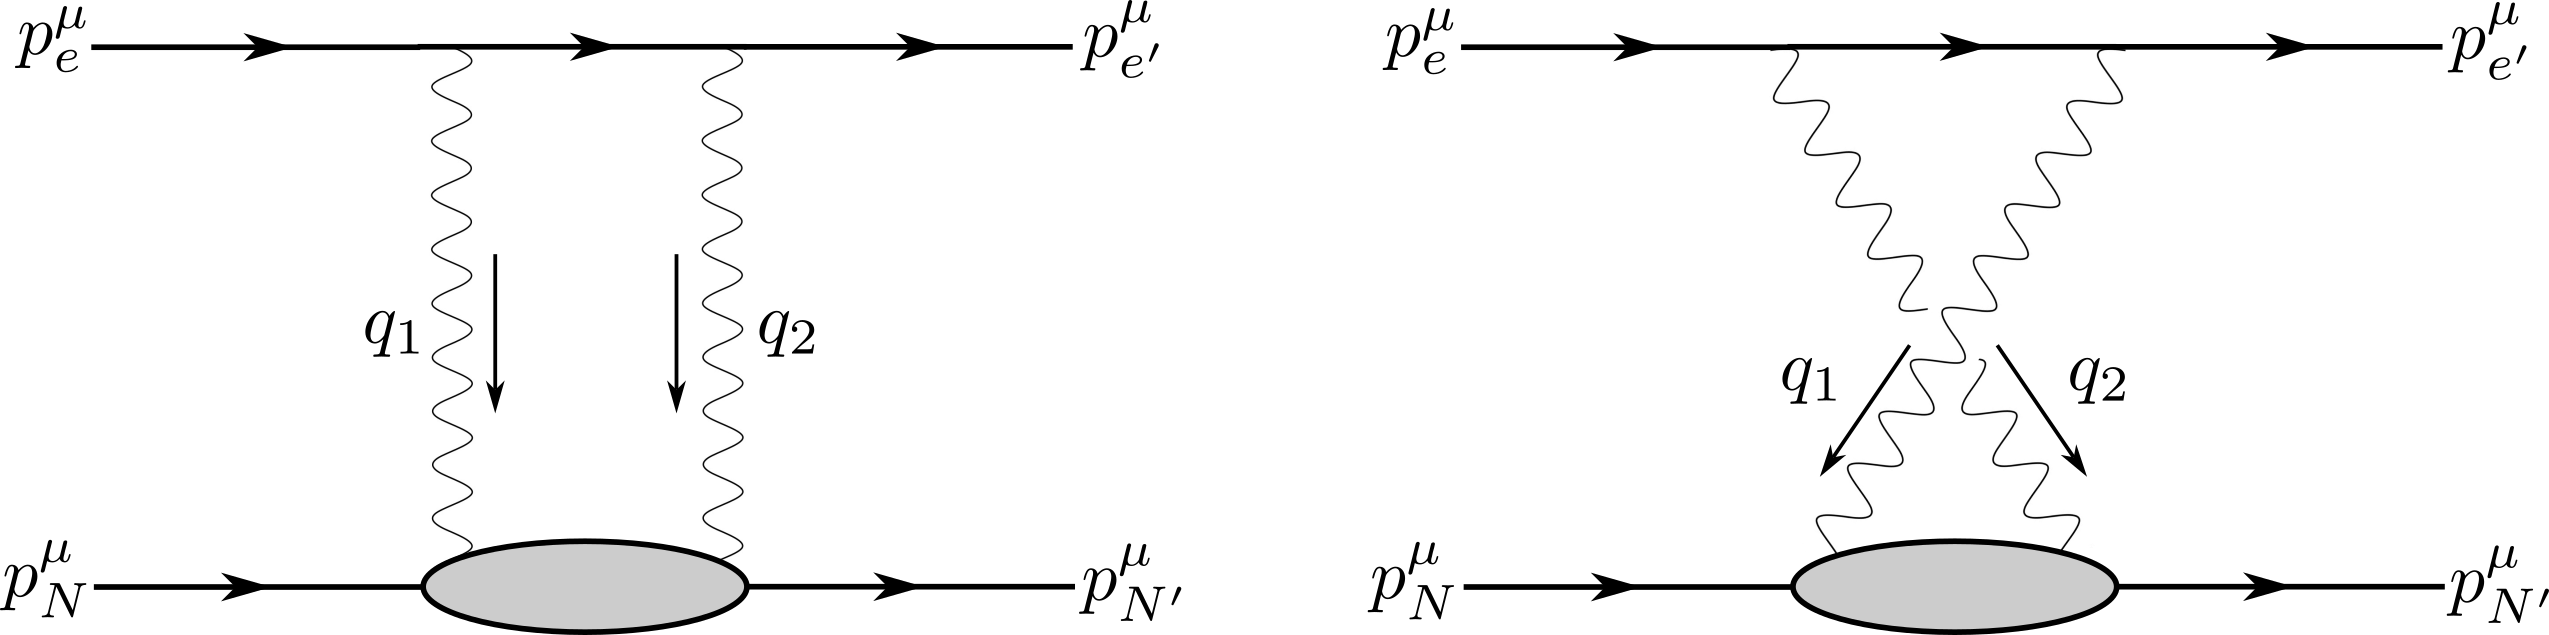 p_e^μ p_{e'}^μ p_e^μ p_{e'}^μ
q_1 q_2 q_1 q_2
p_N^μ p_{N'}^μ p_N^μ p_{N'}^μ